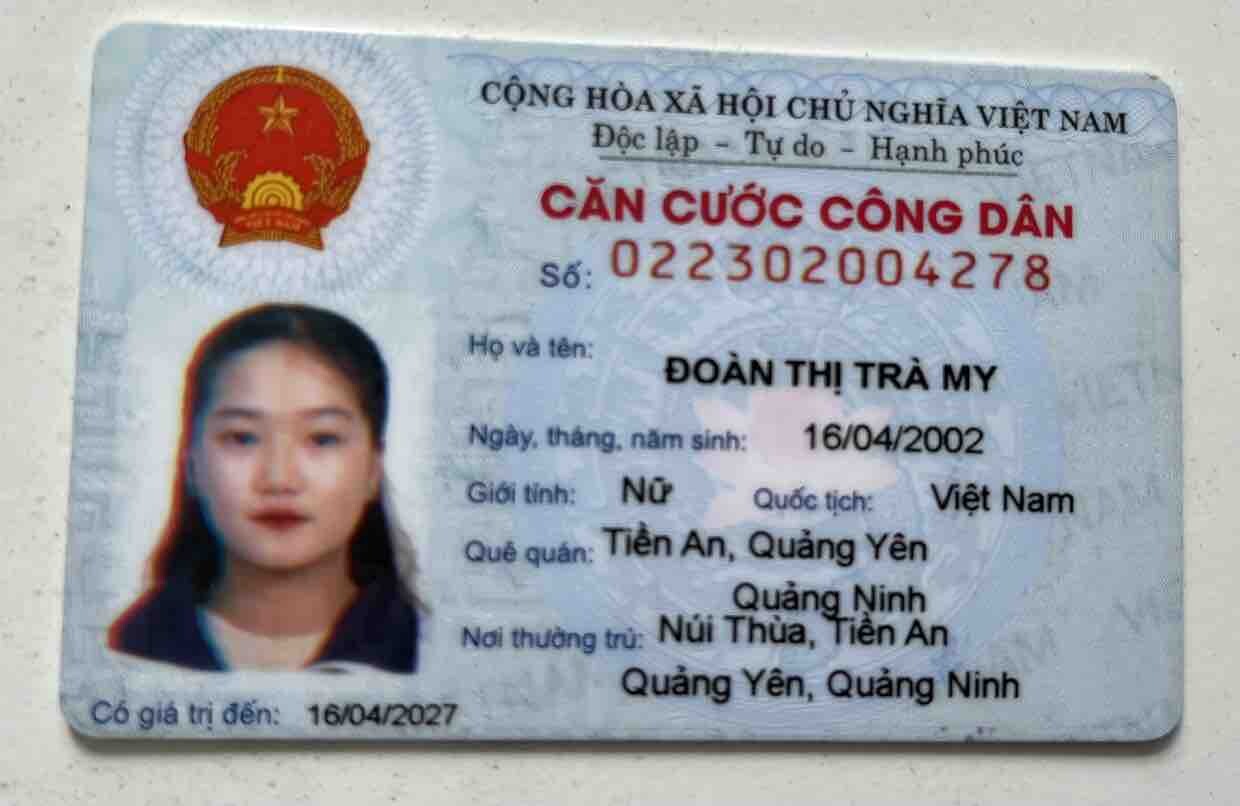 CỘNG HÒA XÃ HỘI CHỦ NGHĨA VIỆT NAM
Độc lập - Tự do - Hạnh phúc
CĂN CƯỚC CÔNG DÂN
Số: 022302004278
Họ và tên:
ĐOÀN THỊ TRÀ MY
Ngày, tháng, năm sinh: 16/04/2002
Giới tính: Nữ Quốc tịch: Việt Nam
Quê quán: Tiền An, Quảng Yên
Quảng Ninh
Nơi thường trú: Núi Thùa, Tiền An
Quảng Yên, Quảng Ninh
Có giá trị đến: 16/04/2027